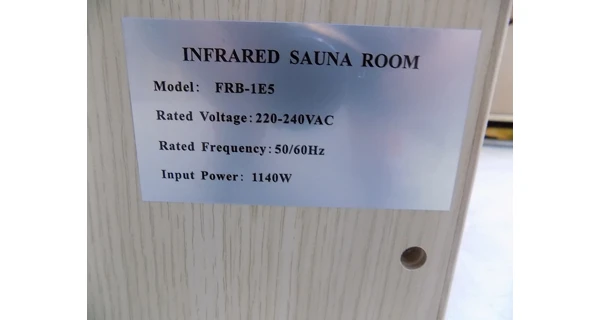 INFRARED SAUNA ROOM
Model: FRB-1E5
Rated Voltage:220-240VAC
Rated Frequency:50/60Hz
Input Power: 1140W